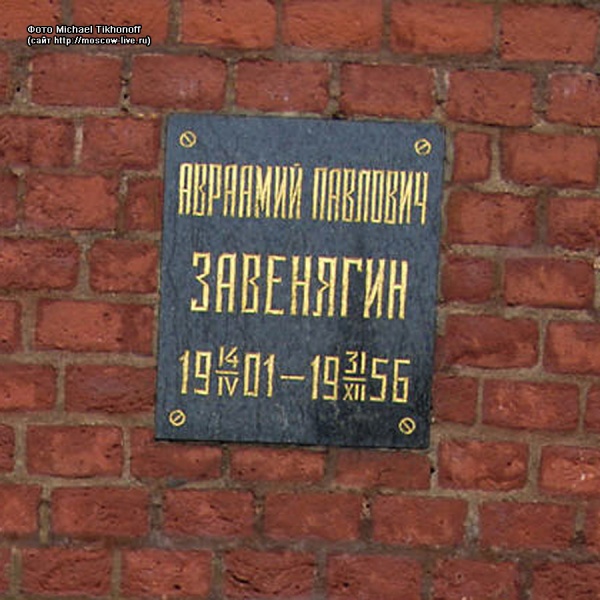 Фото Michael Tikhonoff
(сайт http://moscow-live.ru)
АВРААМИЙ ПАВЛОВИЧ
ЗАВЕНЯГИН
19 14/IV 01 — 19 31/XII 56